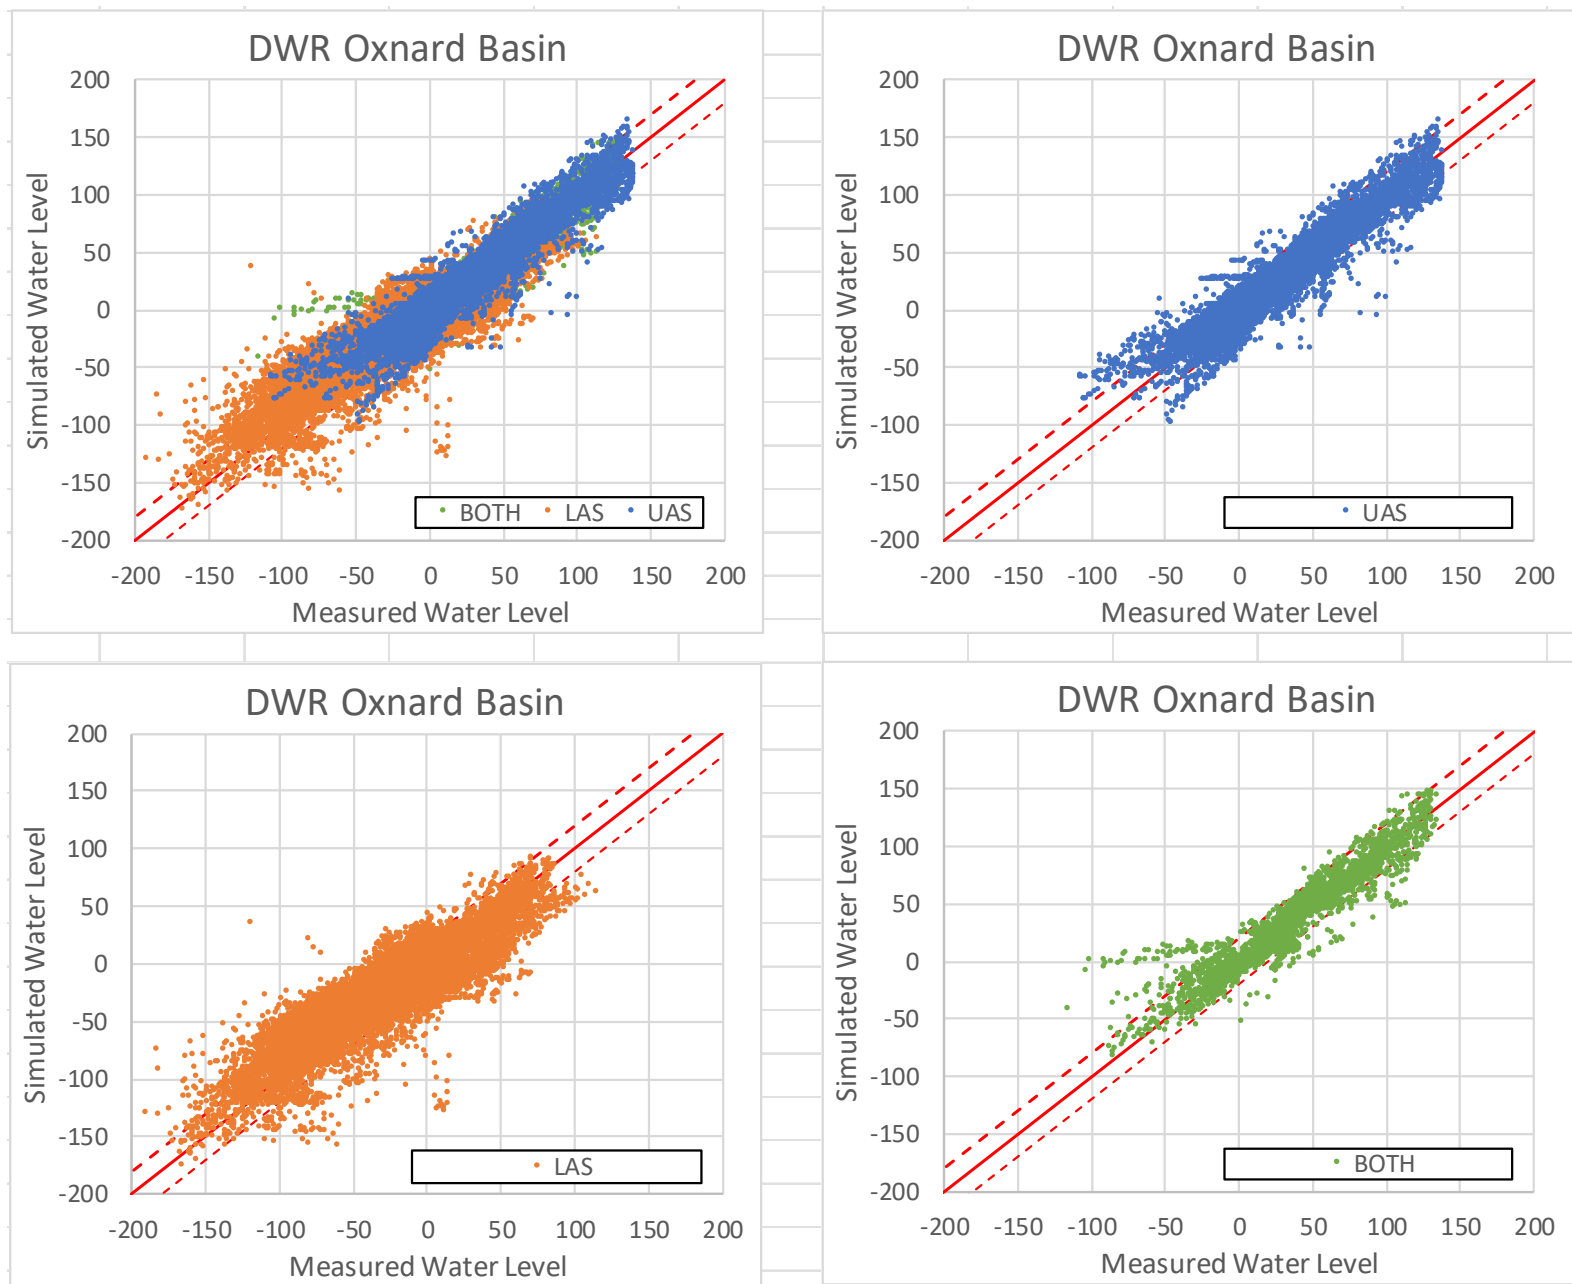 DWR Oxnard Basin
200
150
100
50
0
-50
-100
-150
-200
Simulated Water Level
BOTH LAS UAS
-200 -150 -100 -50 0 50 100 150 200
Measured Water Level
DWR Oxnard Basin
200
150
100
50
0
-50
-100
-150
-200
Simulated Water Level
UAS
-200 -150 -100 -50 0 50 100 150 200
Measured Water Level
DWR Oxnard Basin
200
150
100
50
0
-50
-100
-150
-200
Simulated Water Level
LAS
-200 -150 -100 -50 0 50 100 150 200
Measured Water Level
DWR Oxnard Basin
200
150
100
50
0
-50
-100
-150
-200
Simulated Water Level
BOTH
-200 -150 -100 -50 0 50 100 150 200
Measured Water Level